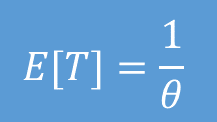 E[T] = 1/θ